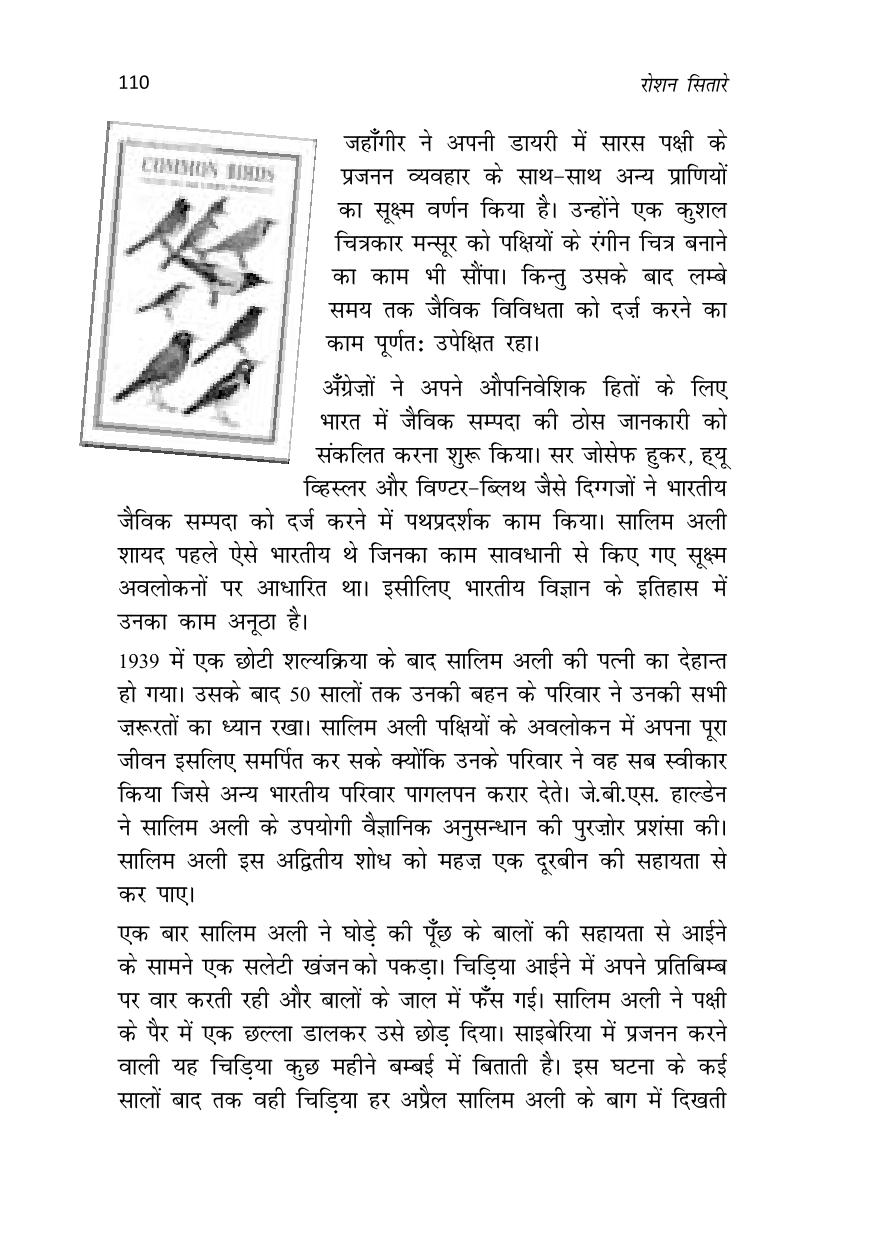 110
रोशन सितारे
COMMON BIRDS
जहाँगीर ने अपनी डायरी में सारस पक्षी के
प्रजनन व्यवहार के साथ-साथ अन्य प्राणियों
का सूक्ष्म वर्णन किया है। उन्होंने एक कुशल
चित्रकार मन्सूर को पक्षियों के रंगीन चित्र बनाने
का काम भी सौंपा। किन्तु उसके बाद लम्बे
समय तक जैविक विविधता को दर्ज़ करने का
काम पूर्णतः उपेक्षित रहा।
अँग्रेज़ों ने अपने औपनिवेशिक हितों के लिए
भारत में जैविक सम्पदा की ठोस जानकारी को
संकलित करना शुरू किया। सर जोसेफ हुकर, ह्यू
व्हिस्लर और विण्टर-ब्लिथ जैसे दिग्गजों ने भारतीय
जैविक सम्पदा को दर्ज करने में पथप्रदर्शक काम किया। सालिम अली
शायद पहले ऐसे भारतीय थे जिनका काम सावधानी से किए गए सूक्ष्म
अवलोकनों पर आधारित था। इसीलिए भारतीय विज्ञान के इतिहास में
उनका काम अनूठा है।
1939 में एक छोटी शल्यक्रिया के बाद सालिम अली की पत्नी का देहान्त
हो गया। उसके बाद 50 सालों तक उनकी बहन के परिवार ने उनकी सभी
ज़रूरतों का ध्यान रखा। सालिम अली पक्षियों के अवलोकन में अपना पूरा
जीवन इसलिए समर्पित कर सके क्योंकि उनके परिवार ने वह सब स्वीकार
किया जिसे अन्य भारतीय परिवार पागलपन करार देते। जे.बी.एस. हाल्डेन
ने सालिम अली के उपयोगी वैज्ञानिक अनुसन्धान की पुरज़ोर प्रशंसा की।
सालिम अली इस अद्वितीय शोध को महज़ एक दूरबीन की सहायता से
कर पाए।
एक बार सालिम अली ने घोड़े की पूँछ के बालों की सहायता से आईने
के सामने एक सलेटी खंजन को पकड़ा। चिड़िया आईने में अपने प्रतिबिम्ब
पर वार करती रही और बालों के जाल में फँस गई। सालिम अली ने पक्षी
के पैर में एक छल्ला डालकर उसे छोड़ दिया। साइबेरिया में प्रजनन करने
वाली यह चिड़िया कुछ महीने बम्बई में बिताती है। इस घटना के कई
सालों बाद तक वही चिड़िया हर अप्रैल सालिम अली के बाग में दिखती